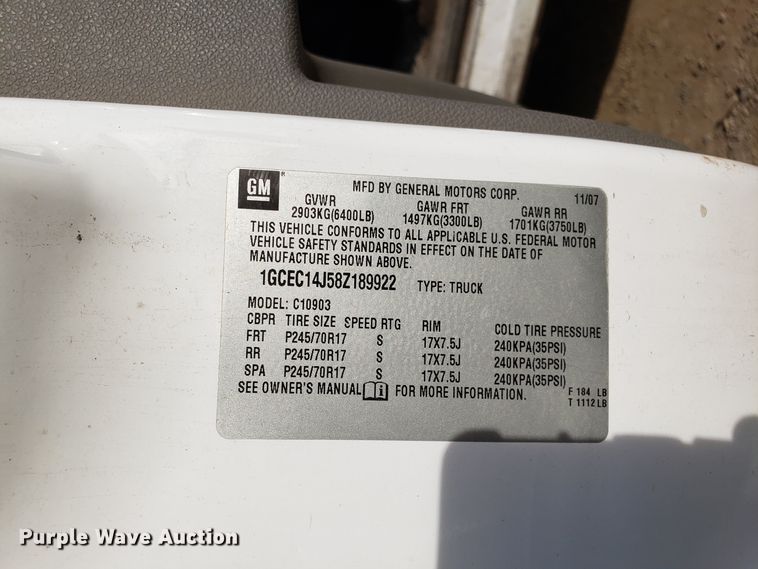 GM ® MFD BY GENERAL MOTORS CORP. 11/07
GVWR GAWR FRT GAWR RR
2903KG(6400LB) 1497KG(3300LB) 1701KG(3750LB)
THIS VEHICLE CONFORMS TO ALL APPLICABLE U.S. FEDERAL MOTOR
VEHICLE SAFETY STANDARDS IN EFFECT ON THE DATE OF
MANUFACTURE SHOWN ABOVE.
1GCEC14J58Z189922 TYPE: TRUCK
MODEL: C10903
CBPR TIRE SIZE SPEED RTG RIM COLD TIRE PRESSURE
FRT P245/70R17 S 17X7.5J 240KPA(35PSI)
RR P245/70R17 S 17X7.5J 240KPA(35PSI)
SPA P245/70R17 S 17X7.5J 240KPA(35PSI)
SEE OWNER'S MANUAL FOR MORE INFORMATION.
F 184 LB
T 1112 LB
Purple Wave Auction